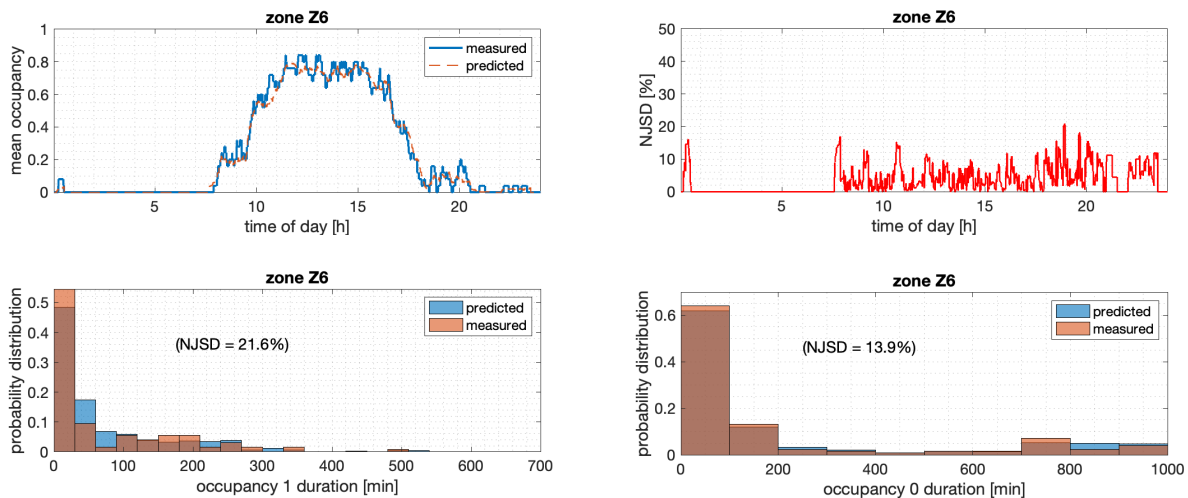 zone Z6
mean occupancy
1
0.8
0.6
0.4
0.2
0
5
10
15
20
time of day [h]
measured
predicted
zone Z6
NJSD [%]
50
40
30
20
10
0
5
10
15
20
time of day [h]
zone Z6
probability distribution
0.5
0.4
0.3
0.2
0.1
0
0
100
200
300
400
500
600
700
occupancy 1 duration [min]
(NJSD = 21.6%)
predicted
measured
zone Z6
probability distribution
0.6
0.4
0.2
0
0
200
400
600
800
1000
occupancy 0 duration [min]
(NJSD = 13.9%)
predicted
measured